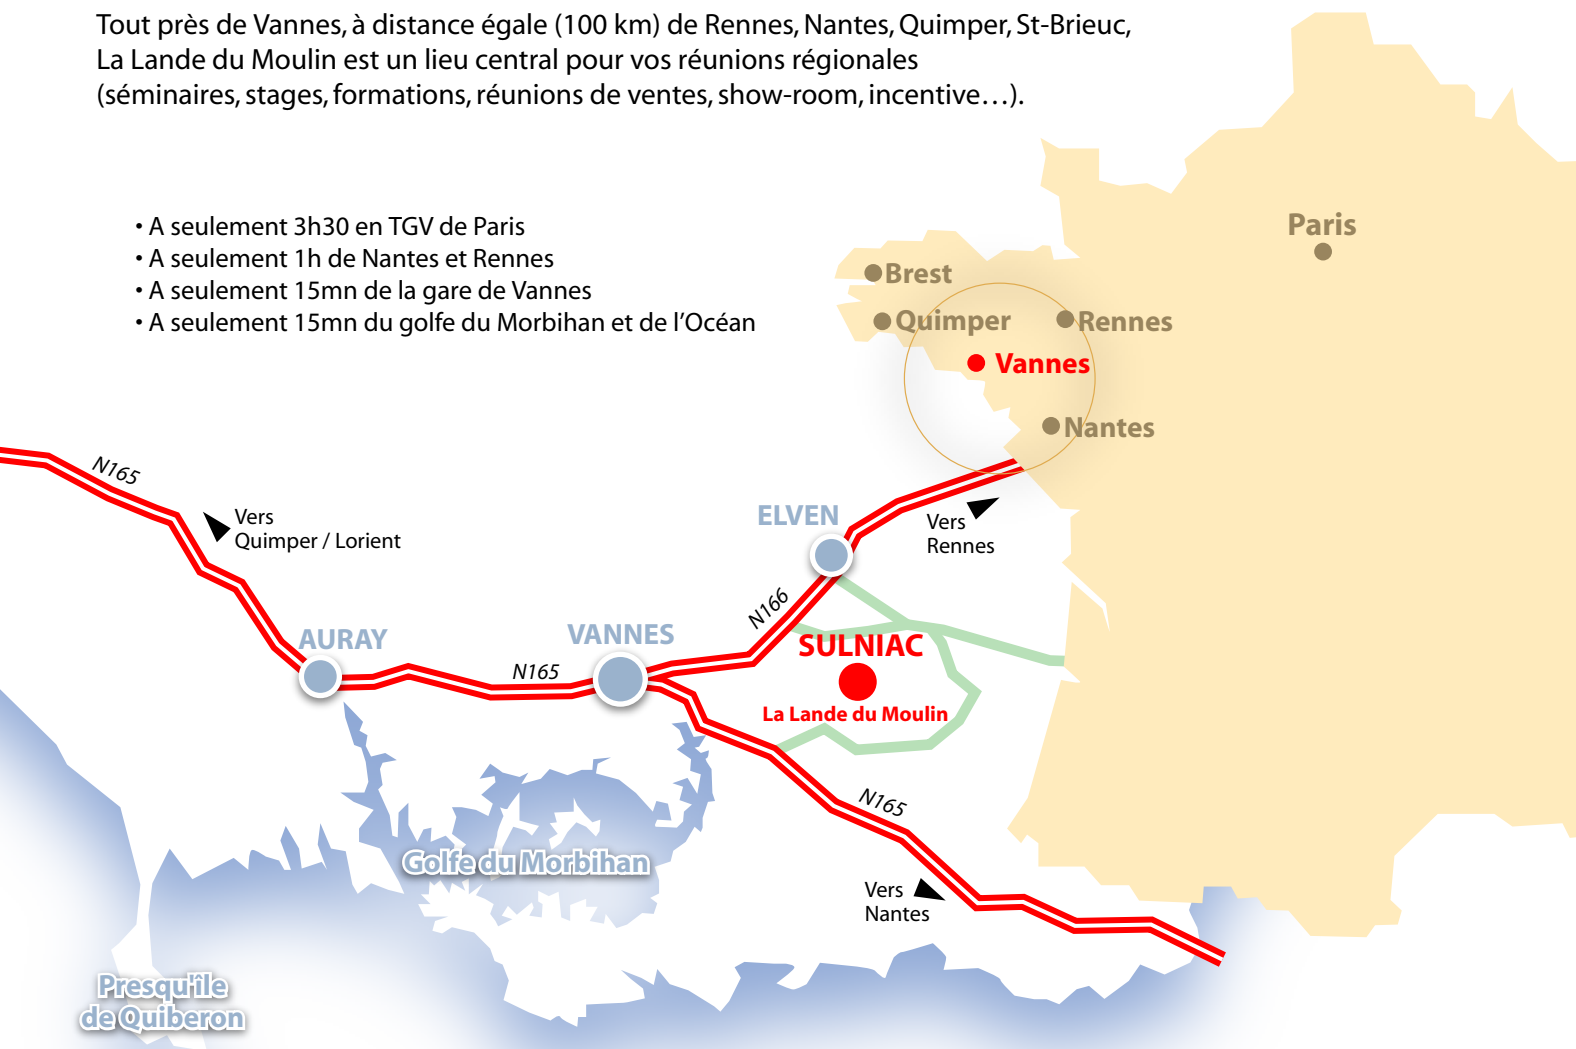 Tout près de Vannes, à distance égale (100 km) de Rennes, Nantes, Quimper, St-Brieuc,
La Lande du Moulin est un lieu central pour vos réunions régionales
(séminaires, stages, formations, réunions de ventes, show-room, incentive…).
• A seulement 3h30 en TGV de Paris
• A seulement 1h de Nantes et Rennes
• A seulement 15mn de la gare de Vannes
• A seulement 15mn du golfe du Morbihan et de l’Océan
Paris
Brest
Quimper
Rennes
Vannes
Nantes
N165
Vers
Quimper / Lorient
ELVEN
Vers
Rennes
N166
AURAY
VANNES
N165
SULNIAC
La Lande du Moulin
N165
Golfe du Morbihan
Vers
Nantes
Presqu'île
de Quiberon